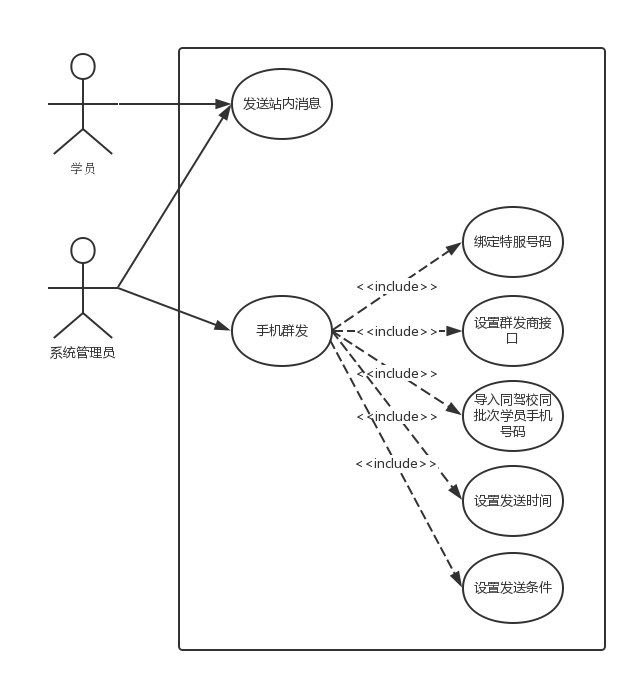 发送站内消息
学员
绑定特服号码
<<include>>
系统管理员
手机群发
<<include>>
设置群发商接
口
<<include>>
导入同驾校同
批次学员手机
号码
<<include>>
<<include>>
设置发送时间
设置发送条件